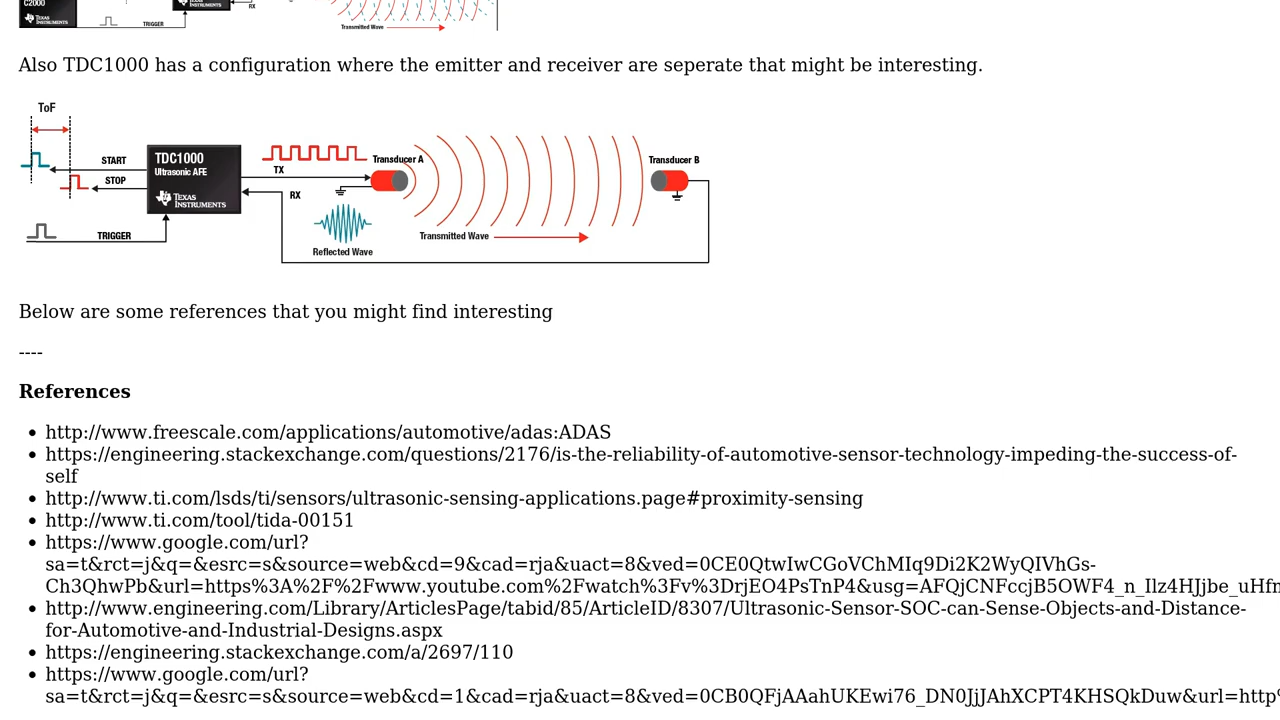 C2000
TEXAS
INSTRUMENTS
TRIGGER
TEXAS
INSTRUMENTS
RX
Transmitted Wave
Also TDC1000 has a configuration where the emitter and receiver are seperate that might be interesting.
ToF
START
STOP
TRIGGER
TDC1000
Ultrasonic AFE
TEXAS
INSTRUMENTS
TX
RX
Transducer A
Transducer B
Transmitted Wave
Reflected Wave
Below are some references that you might find interesting
----
References
• http://www.freescale.com/applications/automotive/adas:ADAS
• https://engineering.stackexchange.com/questions/2176/is-the-reliability-of-automotive-sensor-technology-impeding-the-success-of-
self
• http://www.ti.com/lsds/ti/sensors/ultrasonic-sensing-applications.page#proximity-sensing
• http://www.ti.com/tool/tida-00151
• https://www.google.com/url?
sa=t&rct=j&q=&esrc=s&source=web&cd=9&cad=rja&uact=8&ved=0CE0QtwIwCGoVChMIq9Di2K2WyQIVhGs-
Ch3QhwPb&url=https%3A%2F%2Fwww.youtube.com%2Fwatch%3Fv%3DrjEO4PsTnP4&usg=AFQjCNFccjB5OWF4_n_Ilz4HJjbe_uHfn
• http://www.engineering.com/Library/ArticlesPage/tabid/85/ArticleID/8307/Ultrasonic-Sensor-SOC-can-Sense-Objects-and-Distance-
for-Automotive-and-Industrial-Designs.aspx
• https://engineering.stackexchange.com/a/2697/110
• https://www.google.com/url?
sa=t&rct=j&q=&esrc=s&source=web&cd=1&cad=rja&uact=8&ved=0CB0QFjAAahUKEwi76_DN0JjJAhXCPT4KHSQkDuw&url=http%